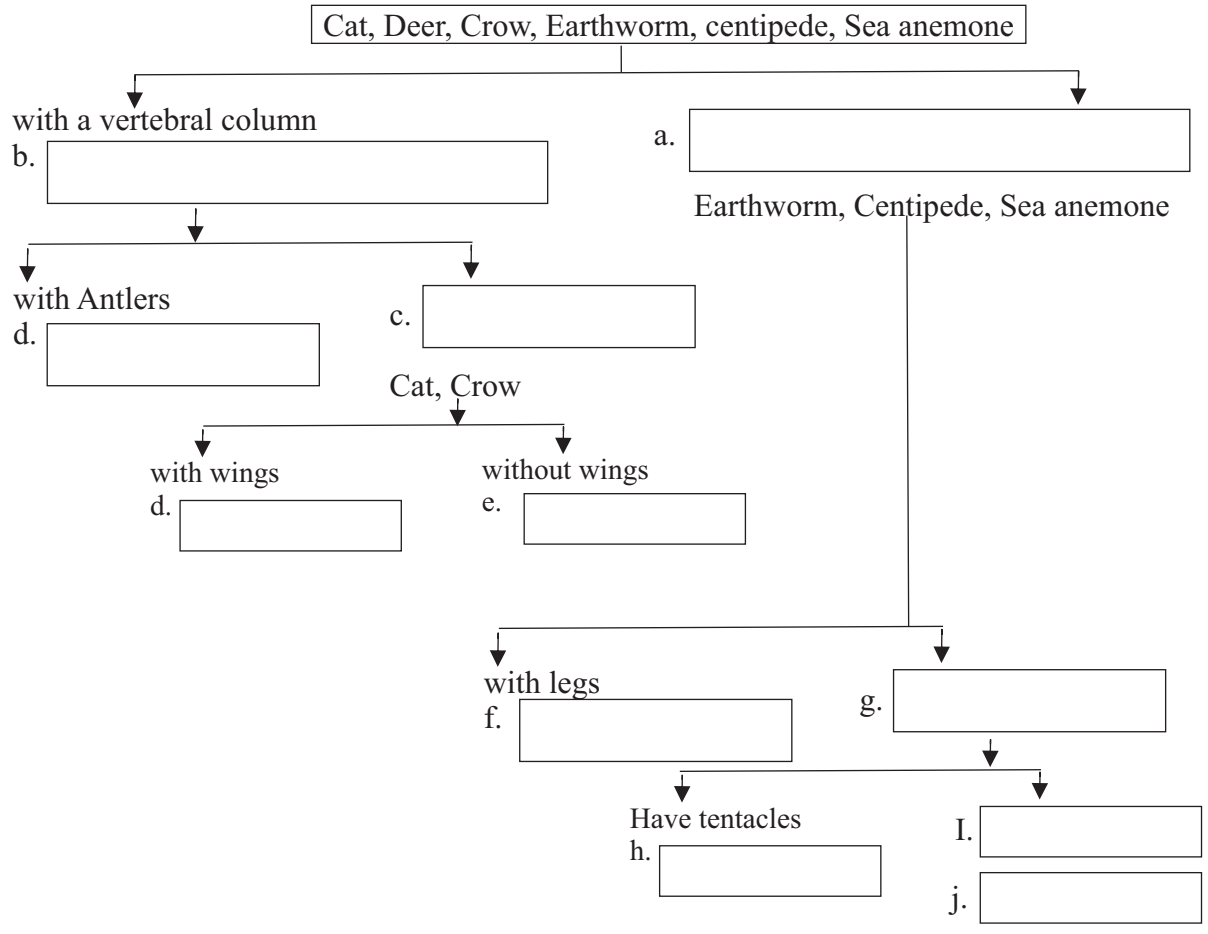 Cat, Deer, Crow, Earthworm, centipede, Sea anemone
with a vertebral column
b.
a.
Earthworm, Centipede, Sea anemone
with Antlers
d.
c.
Cat, Crow
with wings
d.
without wings
e.
with legs
f.
g.
Have tentacles
h.
I.
j.